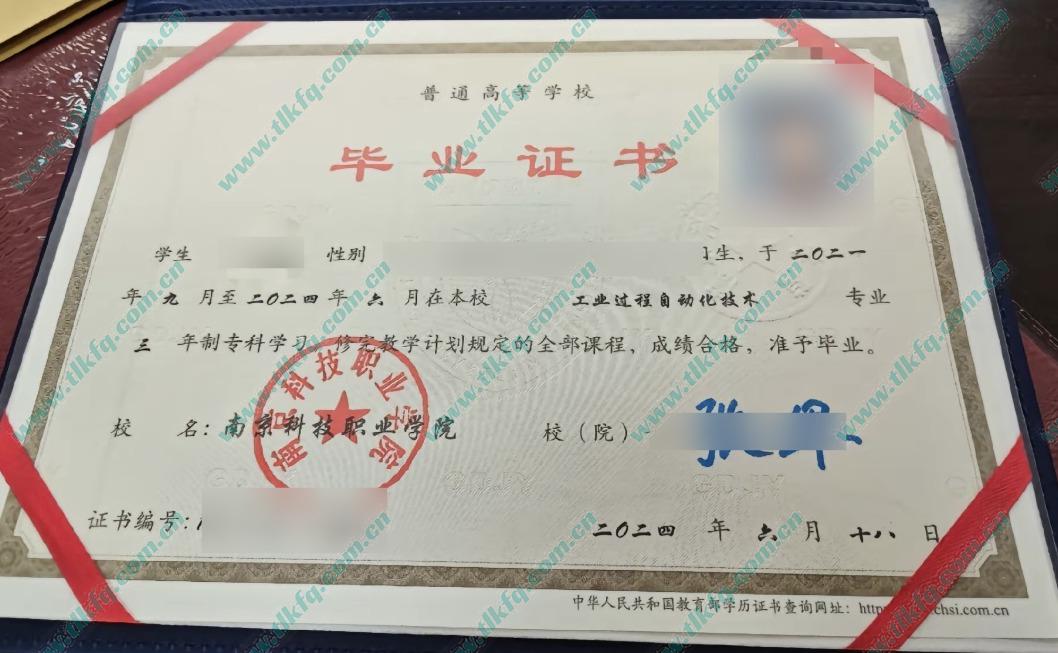 普通高等学校
毕业证书
学生 性别 生，于二〇二一
年九月至二〇二四年六月在本校 工业过程自动化技术 专业
三年制专科学习，修完教学计划规定的全部课程，成绩合格，准予毕业。
南京科技职业学院
校 名：南京科技职业学院 校（院）
证书编号：
二〇二四年六月十八日
中华人民共和国教育部学历证书查询网址：http chsi.com.cn
www.tlkfq.com.cn